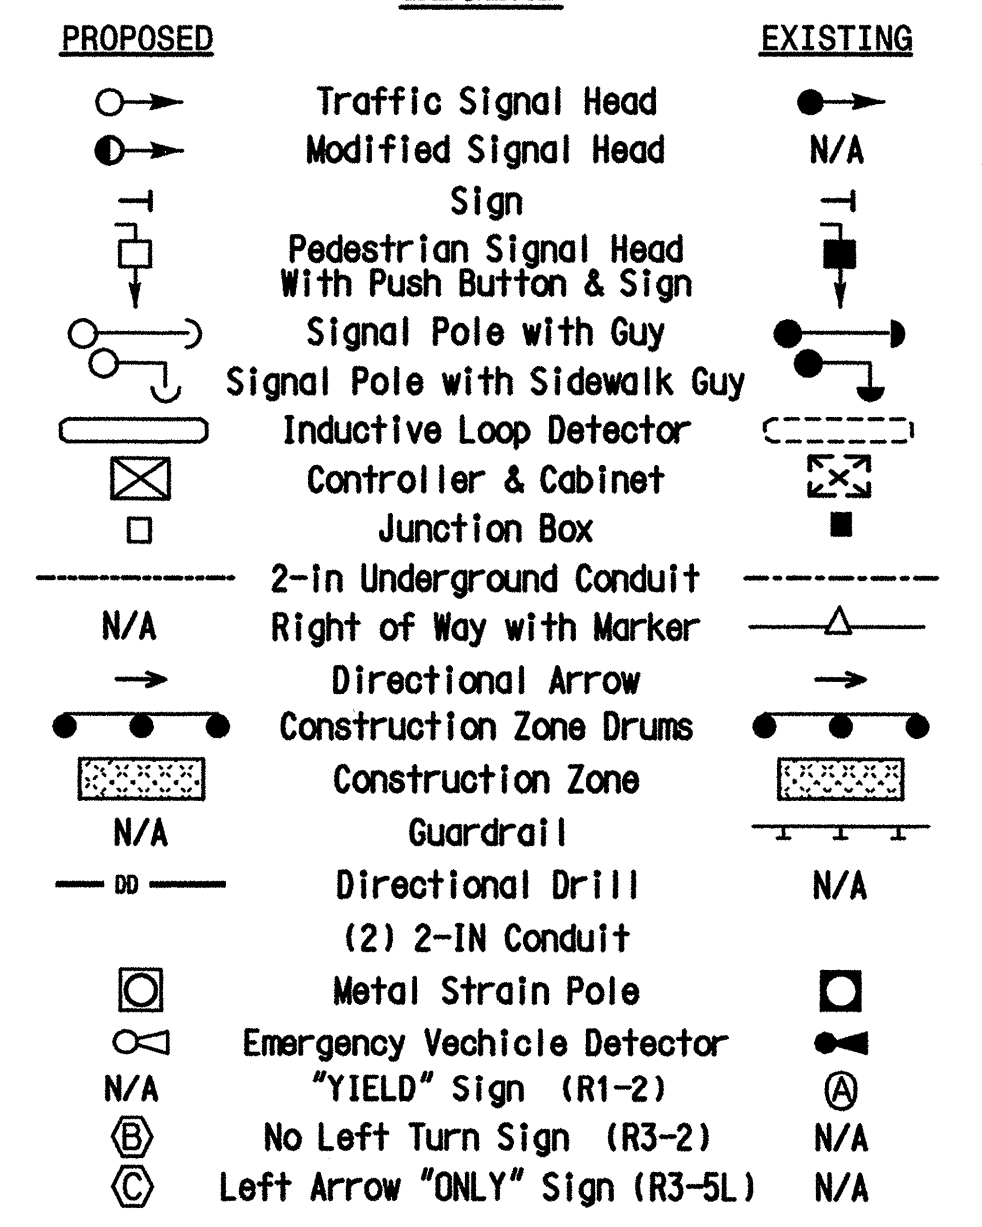 PROPOSED EXISTING
Traffic Signal Head
Modified Signal Head N/A
Sign
Pedestrian Signal Head
With Push Button & Sign
Signal Pole with Guy
Signal Pole with Sidewalk Guy
Inductive Loop Detector
Controller & Cabinet
Junction Box
2-in Underground Conduit
N/A Right of Way with Marker
Directional Arrow
Construction Zone Drums
Construction Zone
N/A Guardrail
DD Directional Drill N/A
(2) 2-IN Conduit
Metal Strain Pole
Emergency Vechicle Detector
N/A "YIELD" Sign (R1-2) A
B No Left Turn Sign (R3-2) N/A
C Left Arrow "ONLY" Sign (R3-5L) N/A